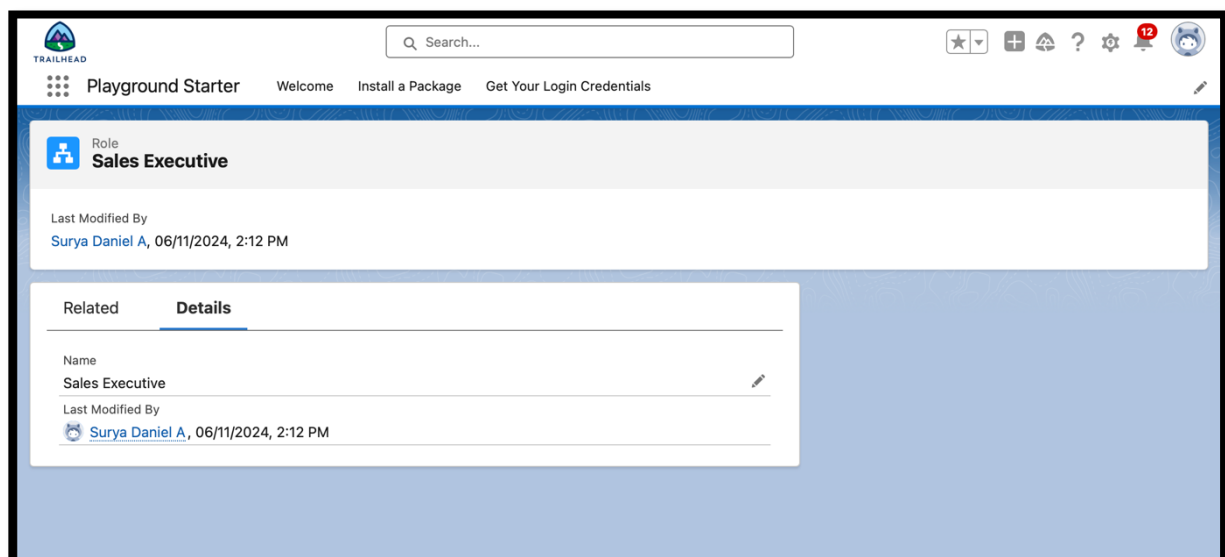 TRAILHEAD
Search...
12
Playground Starter Welcome Install a Package Get Your Login Credentials
Role
Sales Executive
Last Modified By
Surya Daniel A, 06/11/2024, 2:12 PM
Related Details
Name
Sales Executive
Last Modified By
Surya Daniel A, 06/11/2024, 2:12 PM